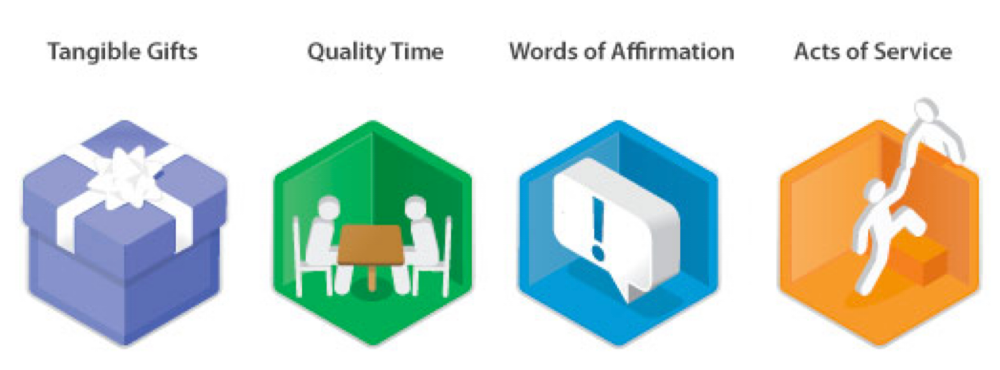 Tangible Gifts
Quality Time
Words of Affirmation
Acts of Service
!